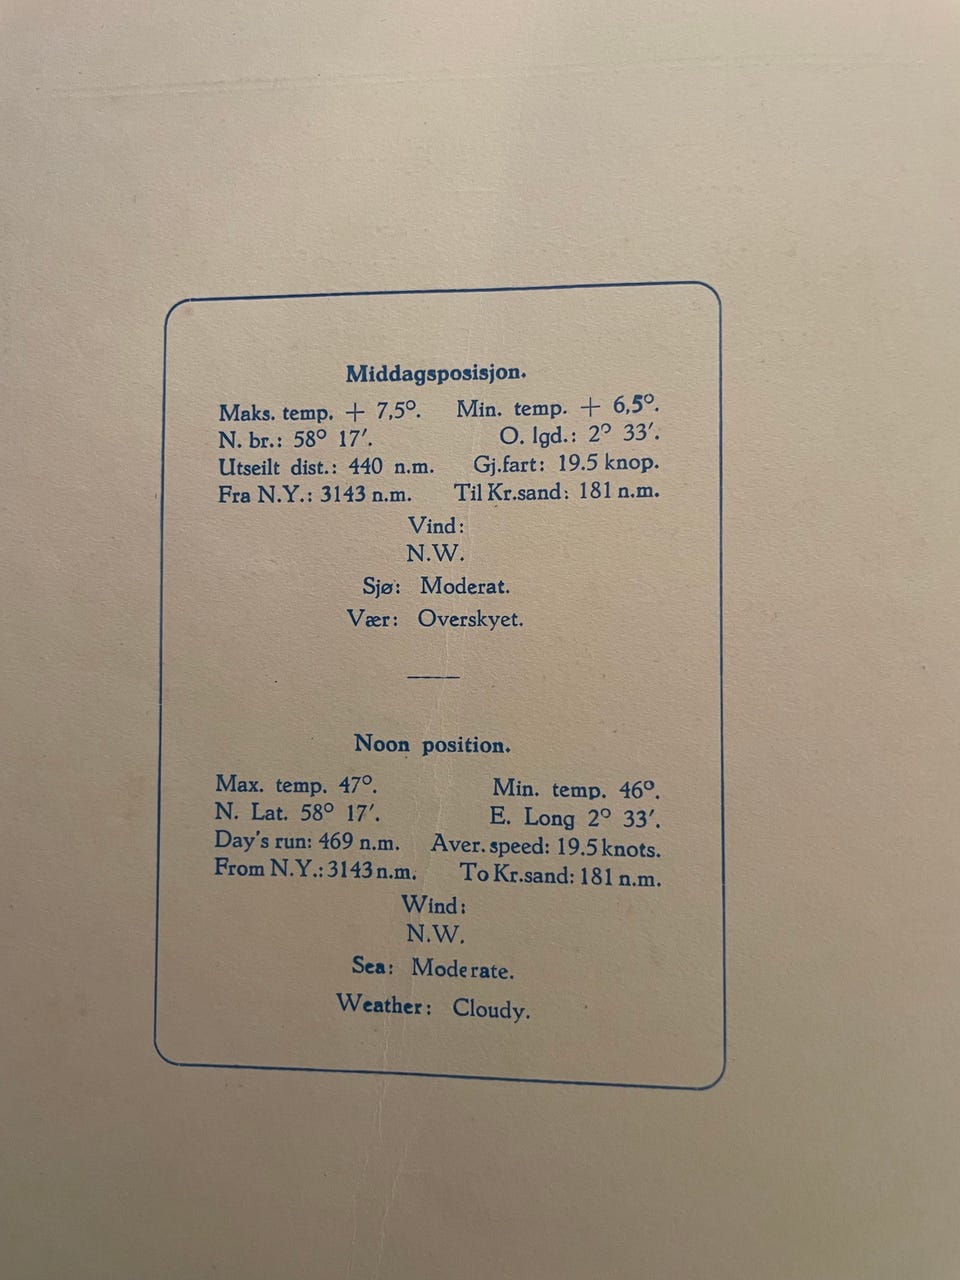 Middagsposisjon.
Maks. temp. + 7,5°. Min. temp. + 6,5°.
N. br.: 58° 17′. O. lgd.: 2° 33′.
Utseilt dist.: 440 n.m. Gj.fart: 19.5 knop.
Fra N.Y.: 3143 n.m. Til Kr.sand: 181 n.m.
Vind:
N.W.
Sjø: Moderat.
Vær: Overskyet.
Noon position.
Max. temp. 47°. Min. temp. 46°.
N. Lat. 58° 17′. E. Long 2° 33′.
Day's run: 469 n.m. Aver. speed: 19.5 knots.
From N.Y.: 3143 n.m. To Kr.sand: 181 n.m.
Wind:
N.W.
Sea: Moderate.
Weather: Cloudy.